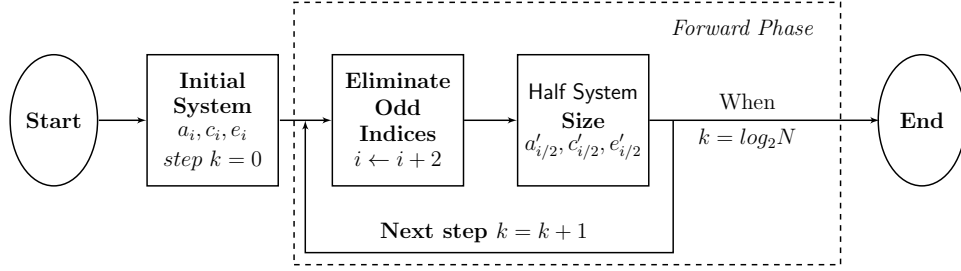 Forward Phase
Start
Initial
System
a_i, c_i, e_i
step k = 0
Eliminate
Odd
Indices
i ← i + 2
Half System
Size
a'_{i/2}, c'_{i/2}, e'_{i/2}
When
k = log_2 N
End
Next step k = k + 1